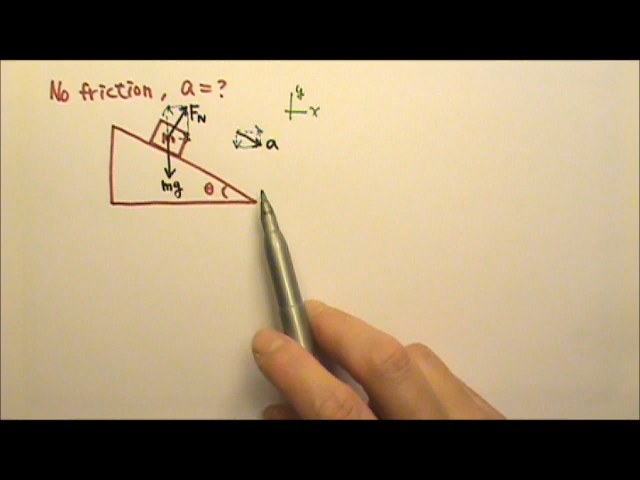 No friction, a = ?
y
x
F_N
m
a
mg
θ